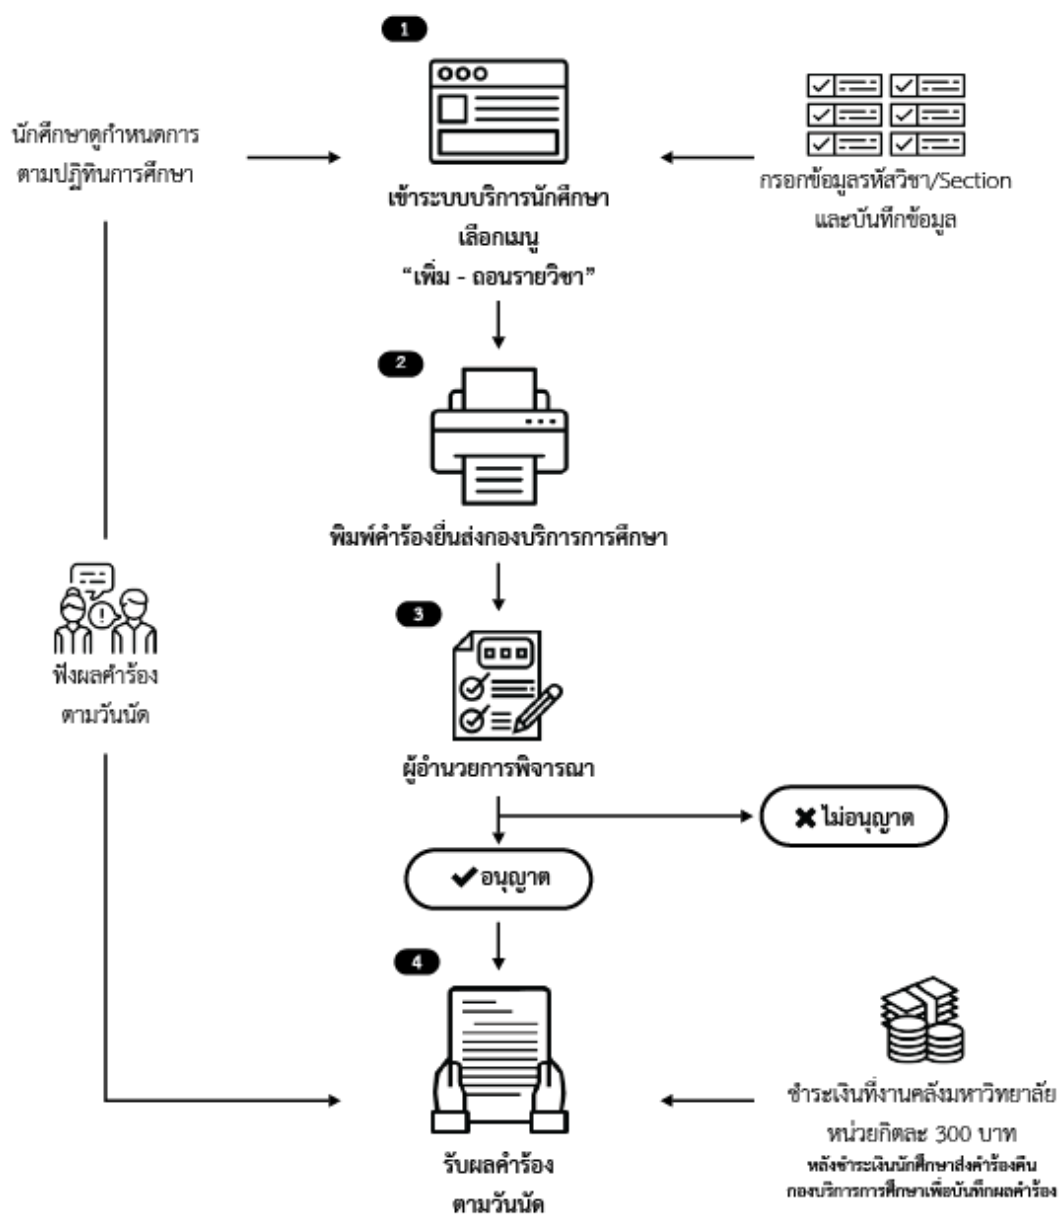 1
นักศึกษาดูกำหนดการ
ตามปฏิทินการศึกษา
เข้าระบบบริการนักศึกษา
เลือกเมนู
“เพิ่ม - ถอนรายวิชา”
กรอกข้อมูลรหัสวิชา/Section
และบันทึกข้อมูล
2
พิมพ์คำร้องยื่นส่งกองบริการการศึกษา
3
ฟังผลคำร้อง
ตามวันนัด
ผู้อำนวยการพิจารณา
✖ ไม่อนุญาต
✔ อนุญาต
4
รับผลคำร้อง
ตามวันนัด
ชำระเงินที่งานคลังมหาวิทยาลัย
หน่วยกิตละ 300 บาท
หลังชำระเงินนักศึกษาส่งคำร้องคืน
กองบริการการศึกษาเพื่อบันทึกผลคำร้อง